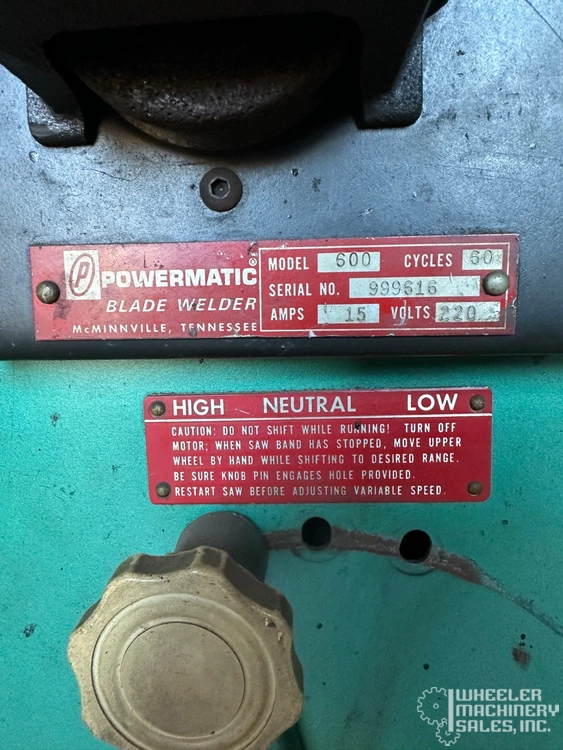 P POWERMATIC®
BLADE WELDER
McMINNVILLE, TENNESSEE
MODEL 600 CYCLES 60
SERIAL NO. 999616
AMPS 15 VOLTS 220
HIGH NEUTRAL LOW
CAUTION: DO NOT SHIFT WHILE RUNNING! TURN OFF
MOTOR; WHEN SAW BAND HAS STOPPED, MOVE UPPER
WHEEL BY HAND WHILE SHIFTING TO DESIRED RANGE.
BE SURE KNOB PIN ENGAGES HOLE PROVIDED.
RESTART SAW BEFORE ADJUSTING VARIABLE SPEED.
WHEELER
MACHINERY
SALES, INC.